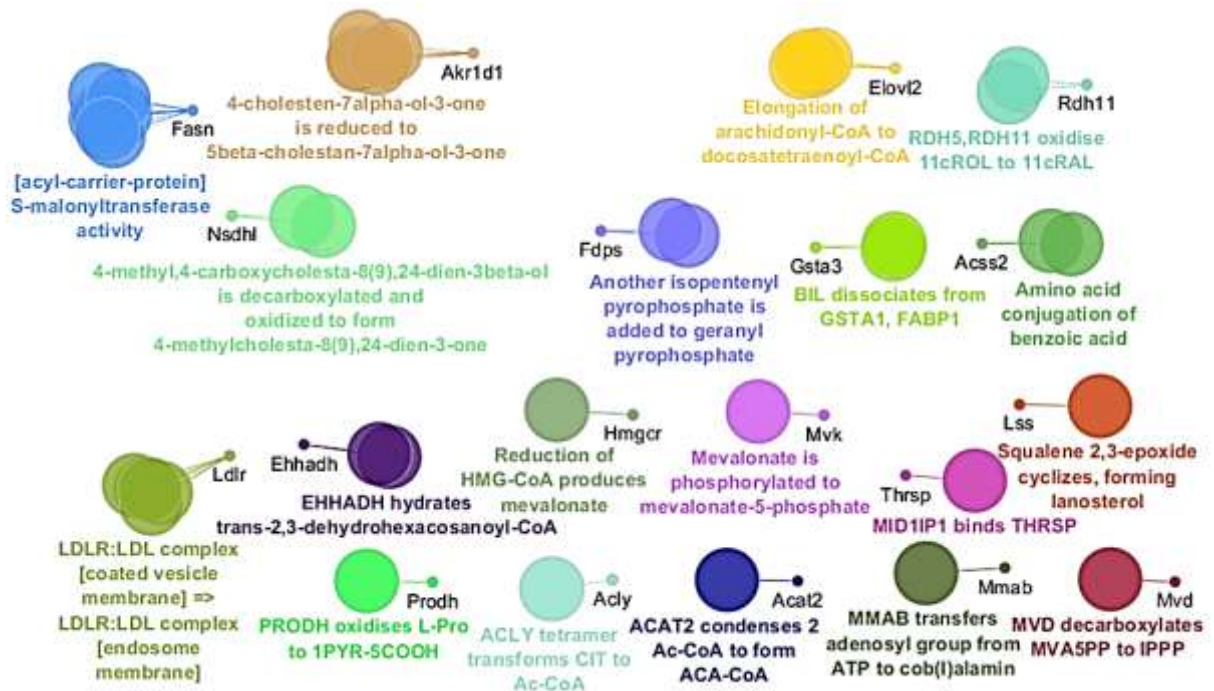 Akr1d1
4-cholesten-7alpha-ol-3-one
is reduced to
5beta-cholestan-7alpha-ol-3-one
Fasn
[acyl-carrier-protein]
S-malonyltransferase
activity
Elovl2
Elongation of
arachidonyl-CoA to
docosatetraenoyl-CoA
Rdh11
RDH5,RDH11 oxidise
11cROL to 11cRAL
Nsdhl
4-methyl,4-carboxycholesta-8(9),24-dien-3beta-ol
is decarboxylated and
oxidized to form
4-methylcholesta-8(9),24-dien-3-one
Fdps
Another isopentenyl
pyrophosphate is
added to geranyl
pyrophosphate
Gsta3
BIL dissociates from
GSTA1, FABP1
Acss2
Amino acid
conjugation of
benzoic acid
Ldlr
LDLR:LDL complex
[coated vesicle
membrane] =>
LDLR:LDL complex
[endosome
membrane]
Ehhadh
EHHADH hydrates
trans-2,3-dehydrohexacosanoyl-CoA
Hmgcr
Reduction of
HMG-CoA produces
mevalonate
Mvk
Mevalonate is
phosphorylated to
mevalonate-5-phosphate
Lss
Squalene 2,3-epoxide
cyclizes, forming
lanosterol
Thrsp
MID1IP1 binds THRSP
Prodh
PRODH oxidises L-Pro
to 1PYR-5COOH
Acly
ACLY tetramer
transforms CIT to
Ac-CoA
Acat2
ACAT2 condenses 2
Ac-CoA to form
ACA-CoA
Mmab
MMAB transfers
adenosyl group from
ATP to cob(I)alamin
Mvd
MVD decarboxylates
MVA5PP to IPPP